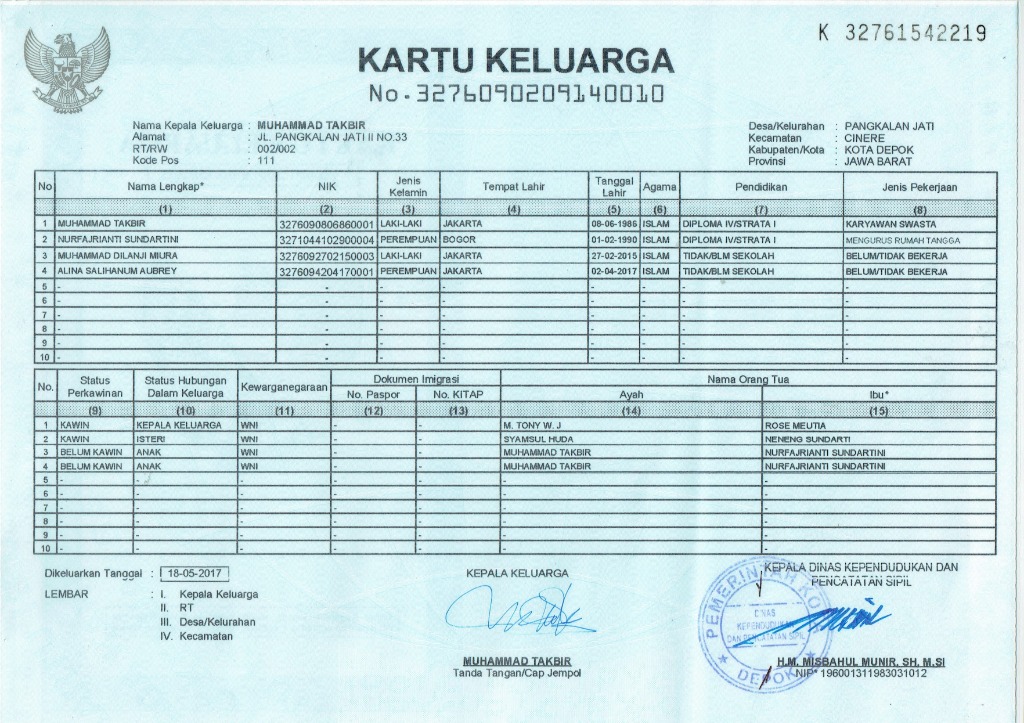 K 32761542219
KARTU KELUARGA
No. 3276090209140010
Nama Kepala Keluarga : MUHAMMAD TAKBIR
Alamat : JL. PANGKALAN JATI II NO.33
RT/RW : 002/002
Kode Pos : 111
Desa/Kelurahan : PANGKALAN JATI
Kecamatan : CINERE
Kabupaten/Kota : KOTA DEPOK
Provinsi : JAWA BARAT
No Nama Lengkap* NIK Jenis Kelamin Tempat Lahir Tanggal Lahir Agama Pendidikan Jenis Pekerjaan
(1) (2) (3) (4) (5) (6) (7) (8)
1 MUHAMMAD TAKBIR 3276090806860001 LAKI-LAKI JAKARTA 08-06-1986 ISLAM DIPLOMA IV/STRATA I KARYAWAN SWASTA
2 NURFAJRIANTI SUNDARTINI 3271044102900004 PEREMPUAN BOGOR 01-02-1990 ISLAM DIPLOMA IV/STRATA I MENGURUS RUMAH TANGGA
3 MUHAMMAD DILANJI MIURA 3276092702150003 LAKI-LAKI JAKARTA 27-02-2015 ISLAM TIDAK/BLM SEKOLAH BELUM/TIDAK BEKERJA
4 ALINA SALIHANUM AUBREY 3276094204170001 PEREMPUAN JAKARTA 02-04-2017 ISLAM TIDAK/BLM SEKOLAH BELUM/TIDAK BEKERJA
5 - - - - - - - -
6 - - - - - - - -
7 - - - - - - - -
8 - - - - - - - -
9 - - - - - - - -
10 - - - - - - - -
No. Status Perkawinan Status Hubungan Dalam Keluarga Kewarganegaraan Dokumen Imigrasi Nama Orang Tua
No. Paspor No. KITAP Ayah Ibu*
(9) (10) (11) (12) (13) (14) (15)
1 KAWIN KEPALA KELUARGA WNI - - M. TONY W. J ROSE MEUTIA
2 KAWIN ISTERI WNI - - SYAMSUL HUDA NENENG SUNDARTI
3 BELUM KAWIN ANAK WNI - - MUHAMMAD TAKBIR NURFAJRIANTI SUNDARTINI
4 BELUM KAWIN ANAK WNI - - MUHAMMAD TAKBIR NURFAJRIANTI SUNDARTINI
5 - - - - - - -
6 - - - - - - -
7 - - - - - - -
8 - - - - - - -
9 - - - - - - -
10 - - - - - - -
Dikeluarkan Tanggal : 18-05-2017
LEMBAR : I. Kepala Keluarga
II. RT
III. Desa/Kelurahan
IV. Kecamatan
KEPALA KELUARGA
MUHAMMAD TAKBIR
Tanda Tangan/Cap Jempol
KEPALA DINAS KEPENDUDUKAN DAN
PENCATATAN SIPIL
PEMERINTAH KO
DINAS
KEPENDUDUKAN
DAN PENCATATAN SIPIL
DEPOK
H.M. MISBAHUL MUNIR, SH, M.SI
NIP. 196001311983031012